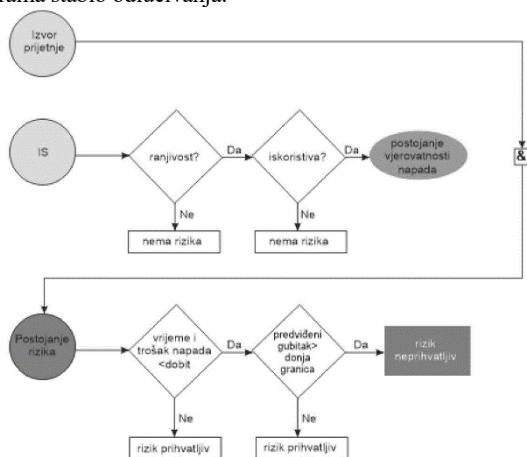 Izvor
prijetnje
IS
ranjivost?
Da
iskoristiva?
Da
postojanje
vjerovatnosti
napada
&
Ne
Ne
nema rizika
nema rizika
Postojanje
rizika
vrijeme i
trošak napada
<dobit
Da
predviđeni
gubitak>
donja
granica
Da
rizik
neprihvatljiv
Ne
Ne
rizik prihvatljiv
rizik prihvatljiv